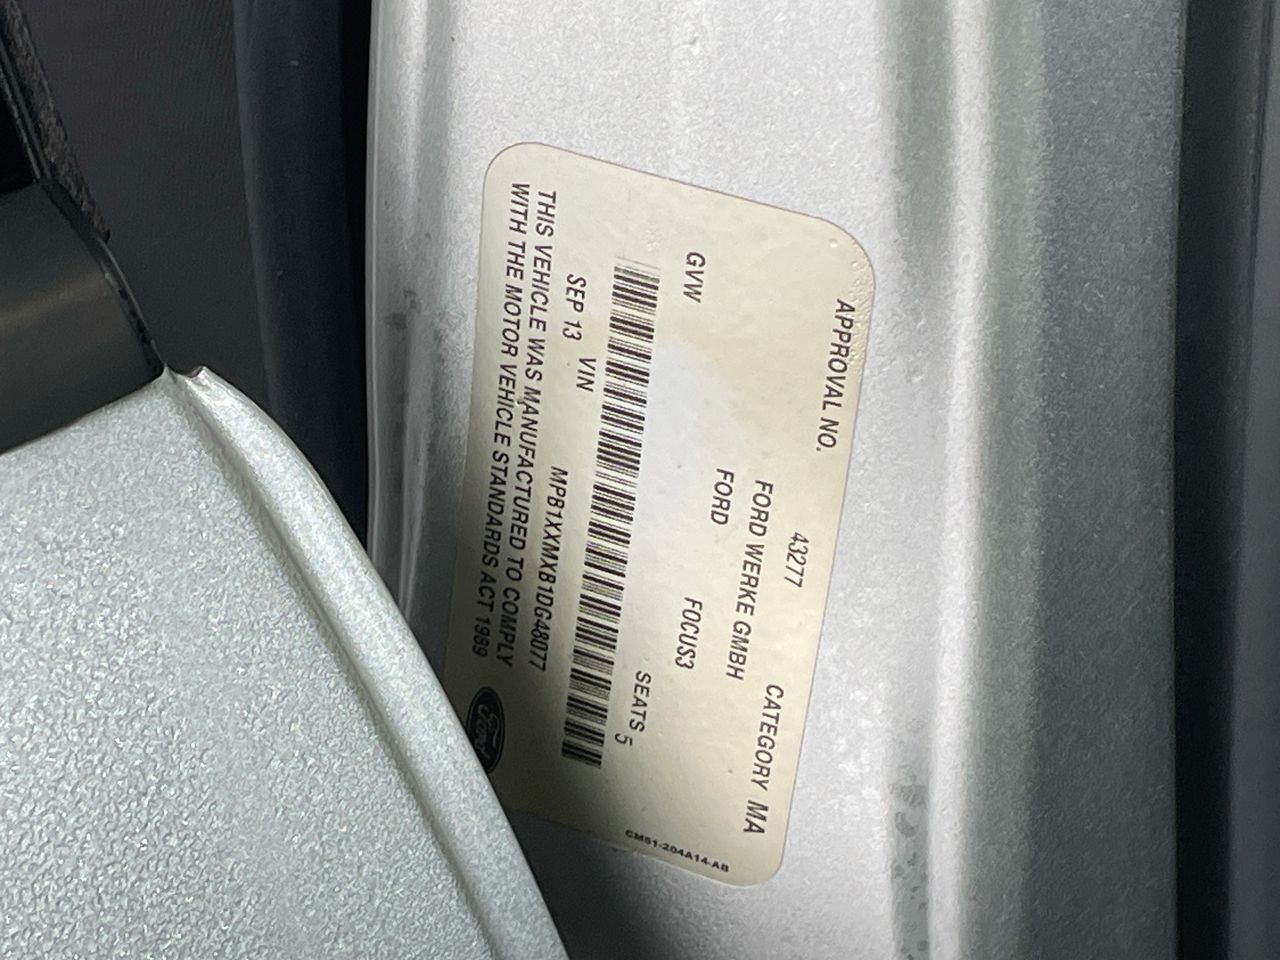 APPROVAL NO. 43277 CATEGORY MA
FORD WERKE GMBH
FORD
GVW FOCUS3
SEATS 5
SEP 13 VIN MPB1XXMXB1DG48077
THIS VEHICLE WAS MANUFACTURED TO COMPLY
WITH THE MOTOR VEHICLE STANDARDS ACT 1989
Ford
CM51-204A14-AB